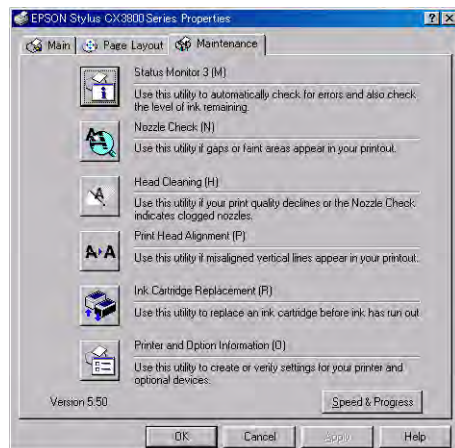 EPSON Stylus CX3800 Series Properties
Main Page Layout Maintenance
Status Monitor 3 (M)
Use this utility to automatically check for errors and also check
the level of ink remaining.
Nozzle Check (N)
Use this utility if gaps or faint areas appear in your printout.
Head Cleaning (H)
Use this utility if your print quality declines or the Nozzle Check
indicates clogged nozzles.
Print Head Alignment (P)
Use this utility if misaligned vertical lines appear in your printout.
Ink Cartridge Replacement (R)
Use this utility to replace an ink cartridge before ink has run out
Printer and Option Information (O)
Use this utility to create or verify settings for your printer and
optional devices.
Version 5.50
Speed & Progress
OK Cancel Apply Help